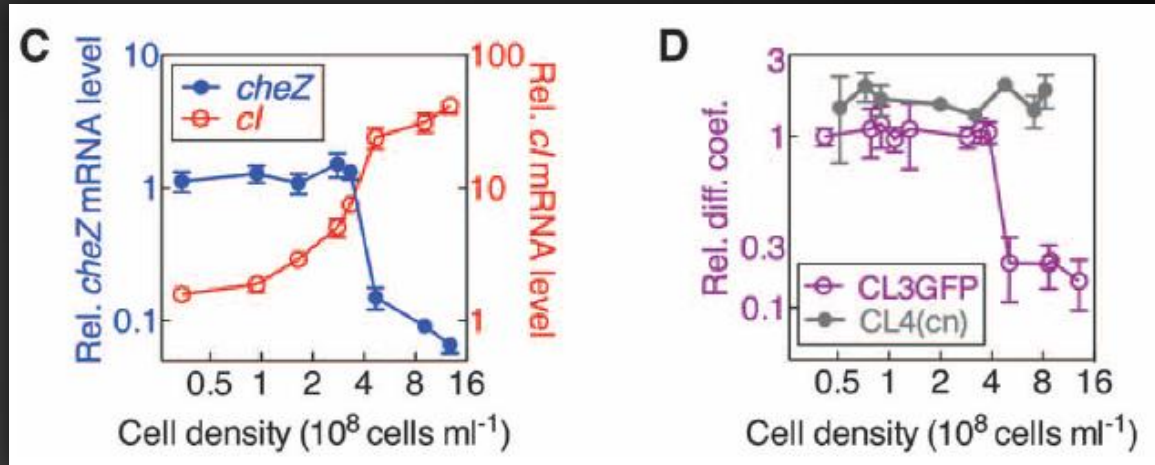 C
Rel. cheZ mRNA level
10
1
0.1
cheZ
cI
100
10
1
Rel. cI mRNA level
0.5 1 2 4 8 16
Cell density (10⁸ cells ml⁻¹)
D
Rel. diff. coef.
3
1
0.3
0.1
CL3GFP
CL4(cn)
0.5 1 2 4 8 16
Cell density (10⁸ cells ml⁻¹)